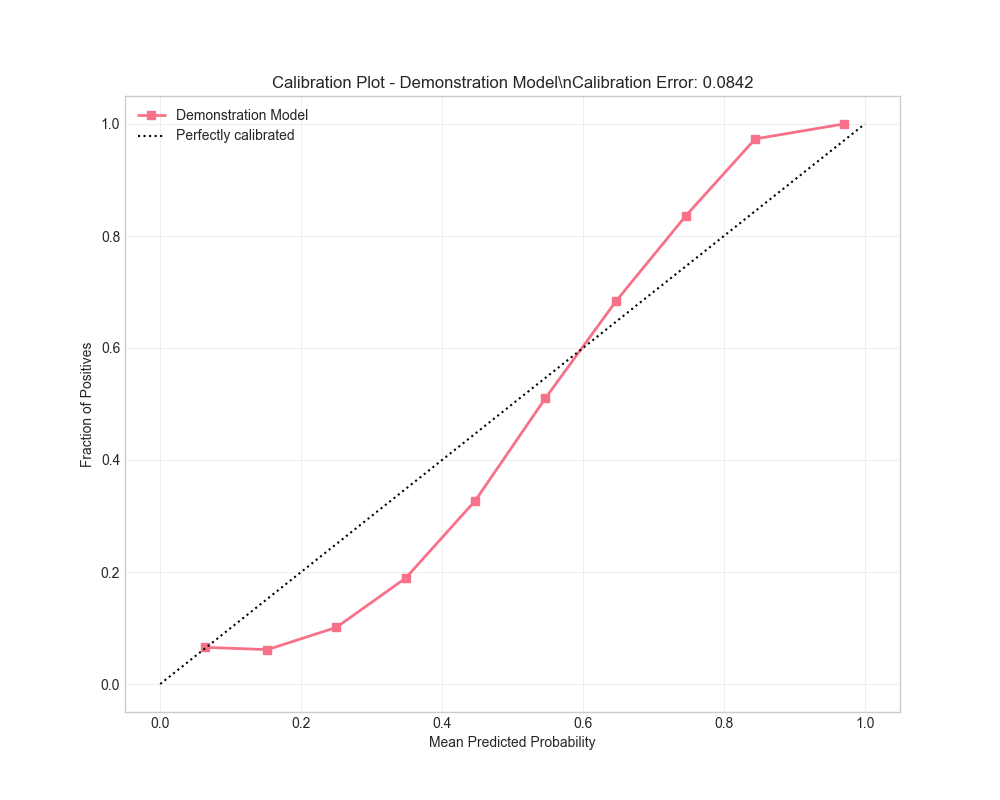 Calibration Plot - Demonstration Model\nCalibration Error: 0.0842
Demonstration Model
Perfectly calibrated
1.0
0.8
0.6
0.4
0.2
0.0
Fraction of Positives
0.0 0.2 0.4 0.6 0.8 1.0
Mean Predicted Probability